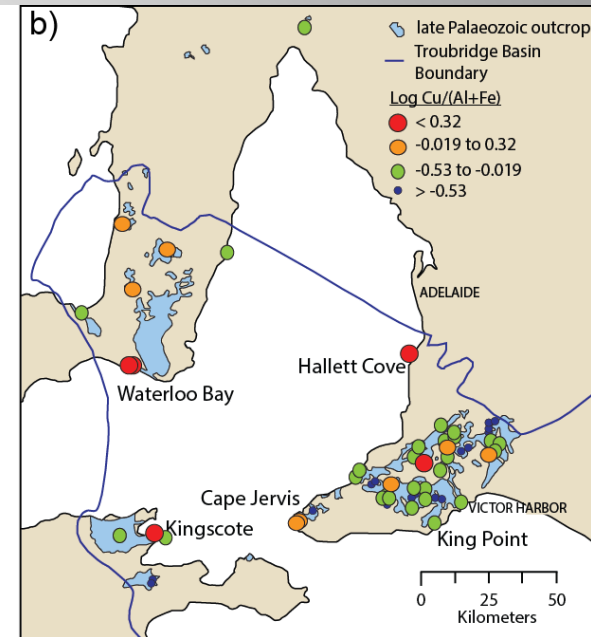 b)
late Palaeozoic outcrop
Troubridge Basin
Boundary
Log Cu/(Al+Fe)
< 0.32
-0.019 to 0.32
-0.53 to -0.019
> -0.53
ADELAIDE
Hallett Cove
Waterloo Bay
Cape Jervis
Kingscote
VICTOR HARBOR
King Point
0 25 50
Kilometers